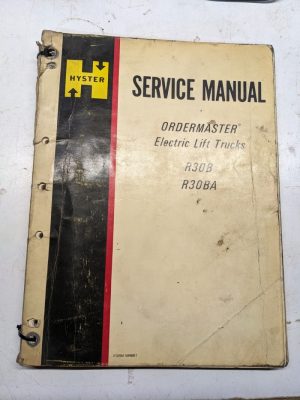 HYSTER
SERVICE MANUAL
ORDERMASTER
Electric Lift Trucks
R30B
R30BA